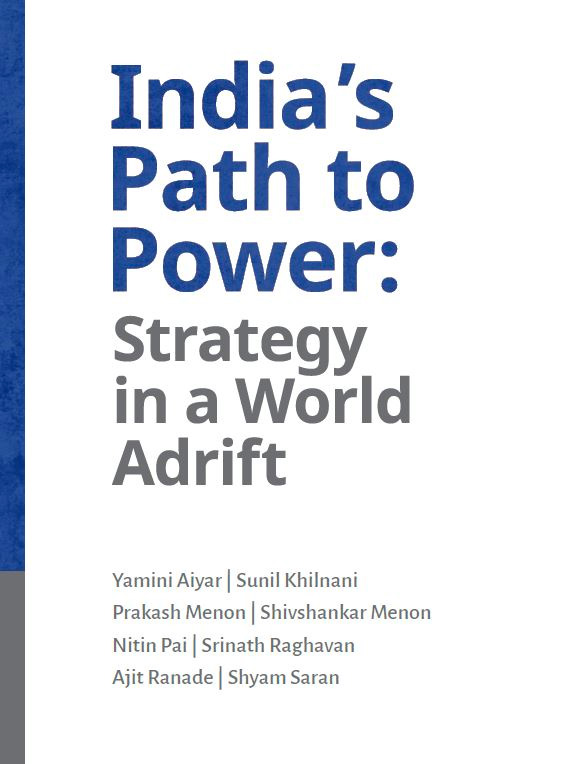 India’s
Path to
Power:
Strategy
in a World
Adrift
Yamini Aiyar | Sunil Khilnani
Prakash Menon | Shivshankar Menon
Nitin Pai | Srinath Raghavan
Ajit Ranade | Shyam Saran